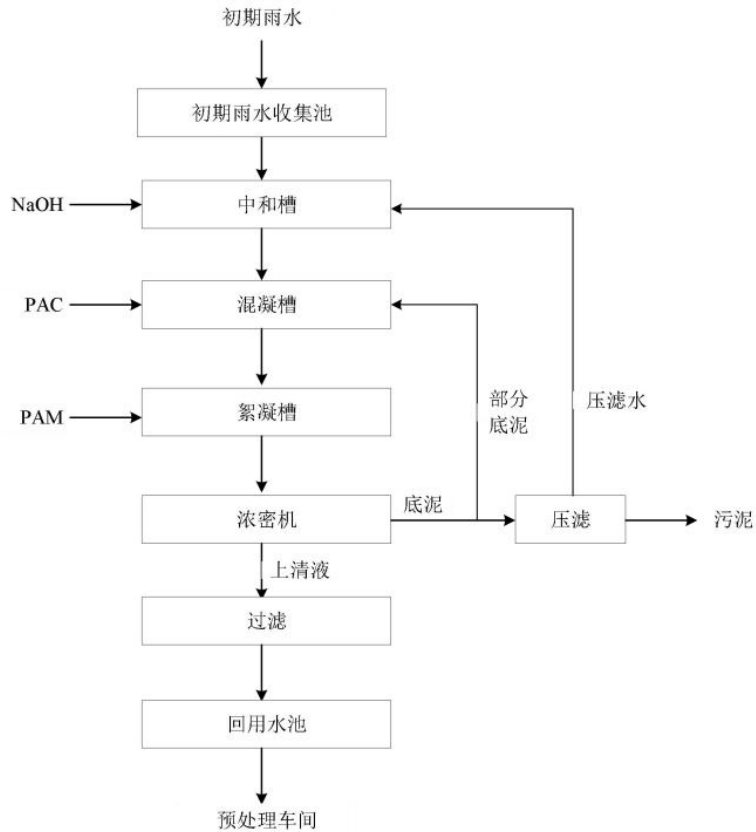 初期雨水
初期雨水收集池
NaOH
中和槽
PAC
混凝槽
部分
底泥
压滤水
PAM
絮凝槽
浓密机
底泥
压滤
污泥
上清液
过滤
回用水池
预处理车间